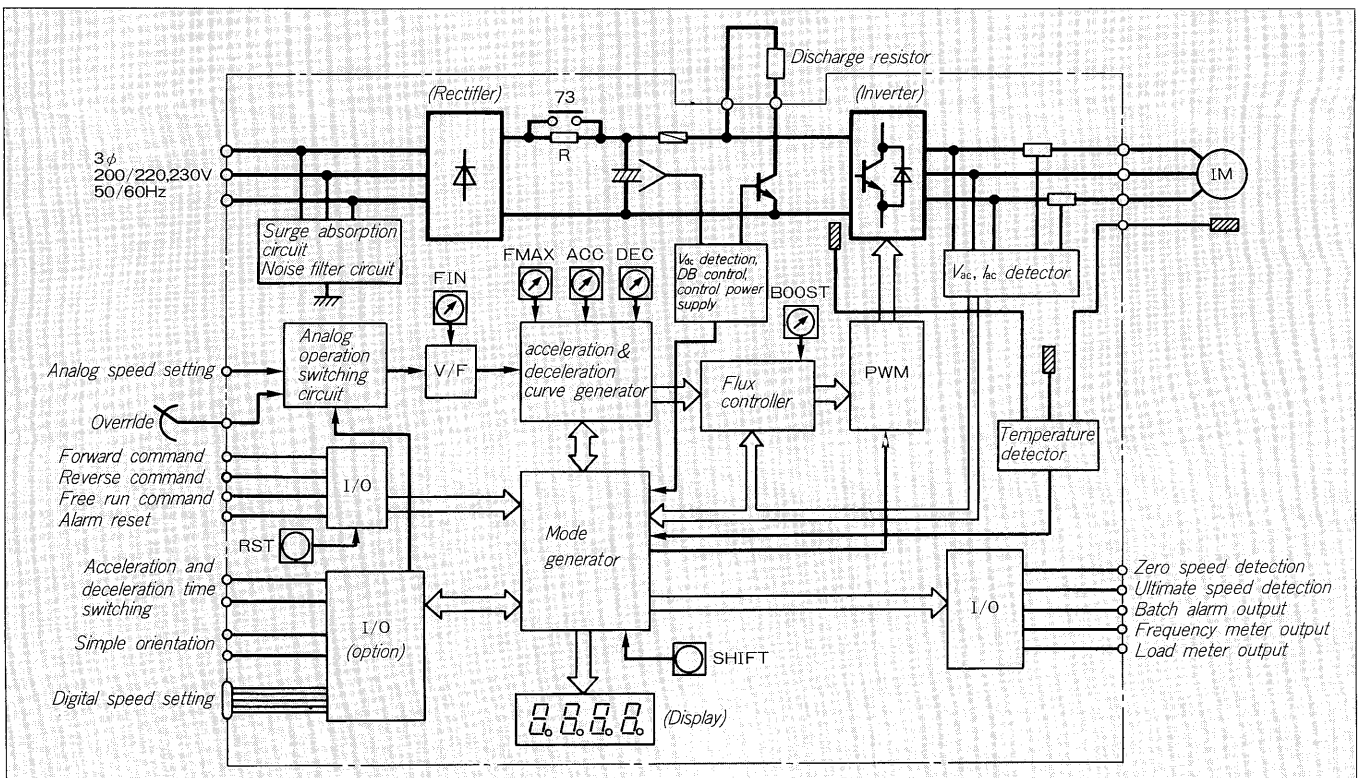 Discharge resistor
(Rectifier)
73
(Inverter)
R
3φ
200/220,230V
50/60Hz
IM
Surge absorption
circuit
Noise filter circuit
FMAX
ACC
DEC
Vdc detection,
DB control,
control power
supply
Vac, Iac detector
FIN
BOOST
Analog
operation
switching
circuit
V/F
acceleration &
deceleration
curve generator
Flux
controller
PWM
Analog speed setting
Override
Temperature
detector
Forward command
Reverse command
Free run command
Alarm reset
I/O
RST
Mode
generator
Acceleration and
deceleration time
switching
Simple orientation
Digital speed setting
I/O
(option)
I/O
Zero speed detection
Ultimate speed detection
Batch alarm output
Frequency meter output
Load meter output
SHIFT
8.8.8.8.
(Display)